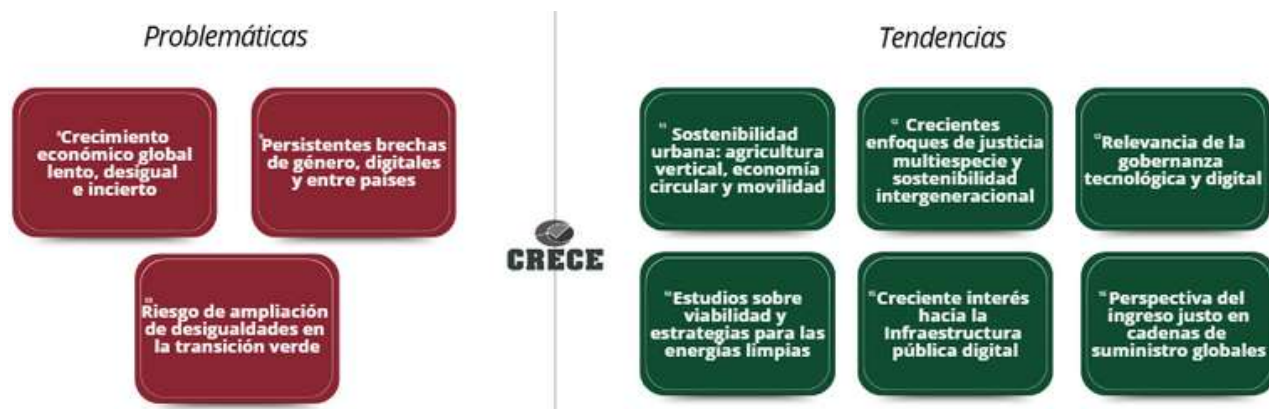 Problemáticas
Crecimiento
económico global
lento, desigual
e incierto
Persistentes brechas
de género, digitales
y entre países
Riesgo de ampliación
de desigualdades en
la transición verde
CRECE
Tendencias
Sostenibilidad
urbana: agricultura
vertical, economía
circular y movilidad
Crecientes
enfoques de justicia
multiespecie y
sostenibilidad
intergeneracional
Relevancia de la
gobernanza
tecnológica y digital
Estudios sobre
viabilidad y
estrategias para las
energías limpias
Creciente interés
hacia la
Infraestructura
pública digital
Perspectiva del
ingreso justo en
cadenas de
suministro globales